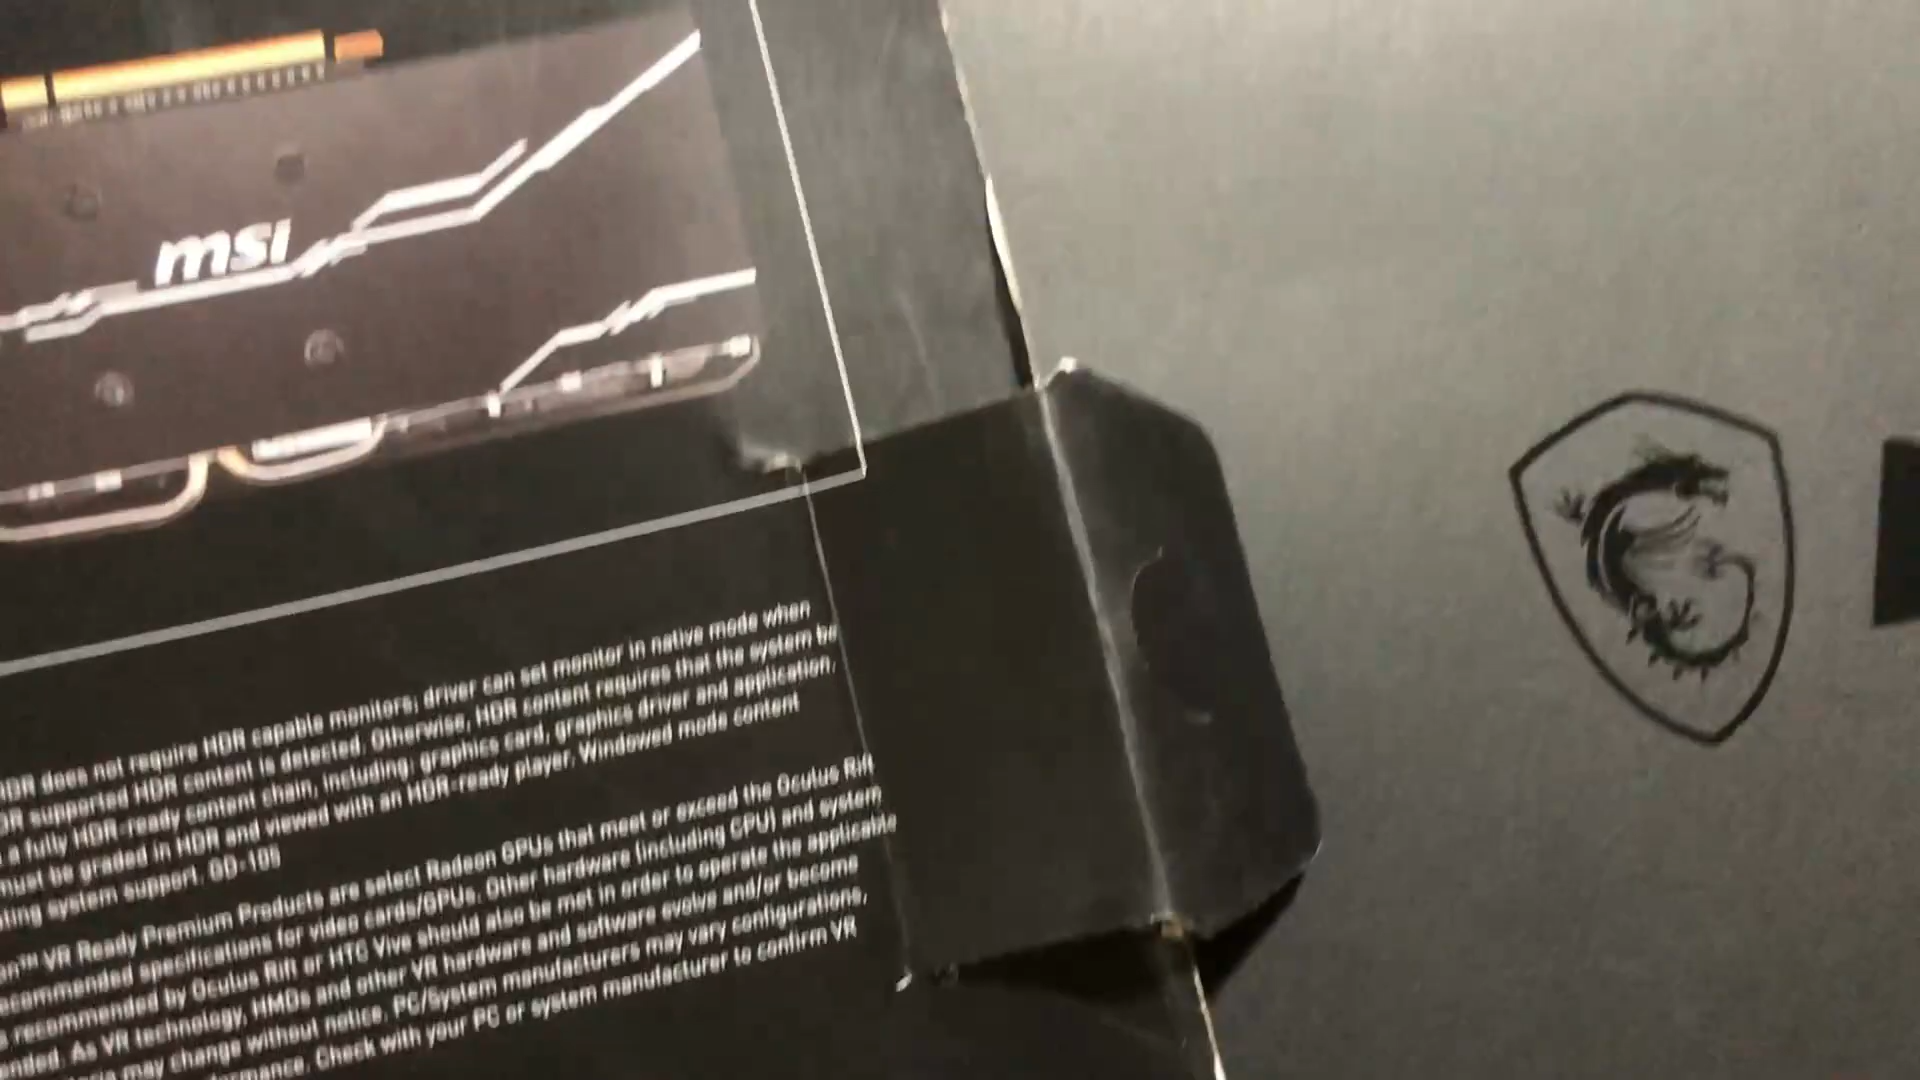 msi
HDR does not require HDR capable monitors; driver can set monitor in native mode when
supported HDR content is detected. Otherwise, HDR content requires that the system be
a fully HDR-ready content chain, including: graphics card, graphics driver and application.
must be graded in HDR and viewed with an HDR-ready player. Windowed mode content
system support. GD-105
VR Ready Premium Products are select Radeon GPUs that meet or exceed the Oculus Rift
specifications for video cards/GPUs. Other hardware (including CPU) and system
recommended by Oculus Rift or HTC Vive should also be met in order to operate the applicable
As VR technology, HMDs and other VR hardware and software evolve and/or become
may change without notice. PC/System manufacturers may vary configurations,
Check with your PC or system manufacturer to confirm VR